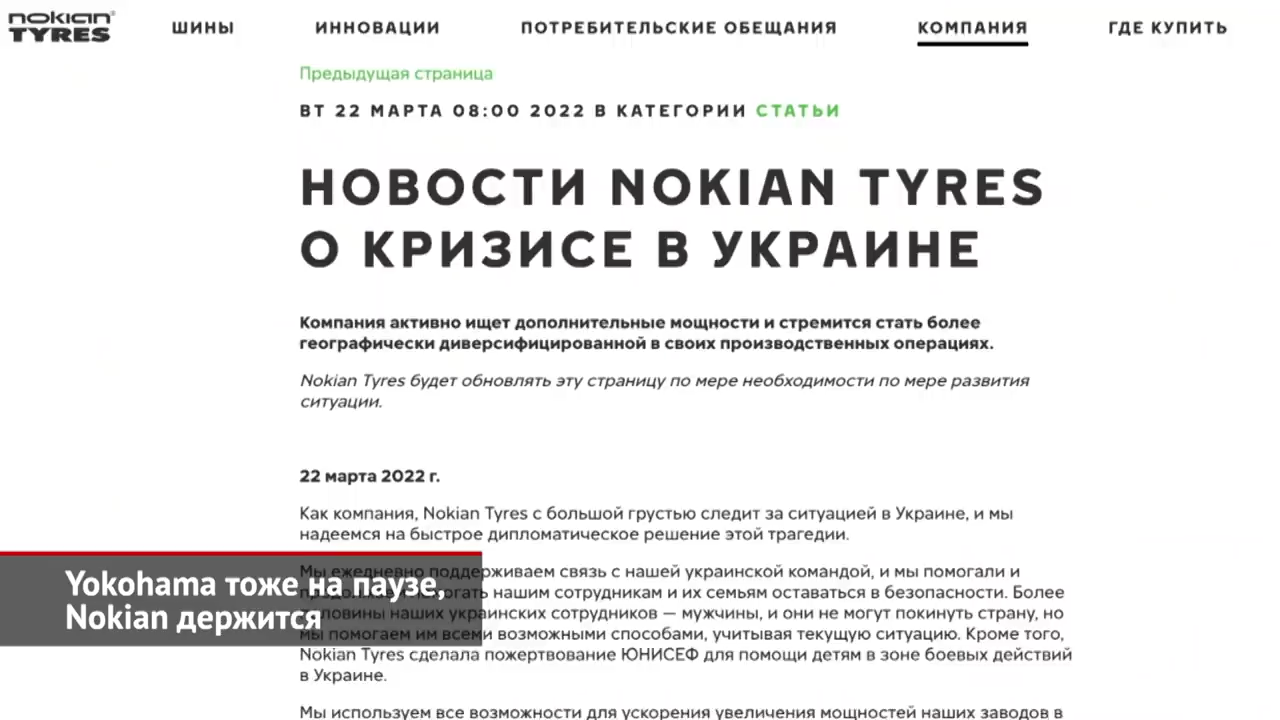 nokian TYRES
ШИНЫ ИННОВАЦИИ ПОТРЕБИТЕЛЬСКИЕ ОБЕЩАНИЯ КОМПАНИЯ ГДЕ КУПИТЬ
Предыдущая страница
ВТ 22 МАРТА 08:00 2022 В КАТЕГОРИИ СТАТЬИ
НОВОСТИ NOKIAN TYRES
О КРИЗИСЕ В УКРАИНЕ
Компания активно ищет дополнительные мощности и стремится стать более
географически диверсифицированной в своих производственных операциях.
Nokian Tyres будет обновлять эту страницу по мере необходимости по мере развития
ситуации.
22 марта 2022 г.
Как компания, Nokian Tyres с большой грустью следит за ситуацией в Украине, и мы
надеемся на быстрое дипломатическое решение этой трагедии.
Мы ежедневно поддерживаем связь с нашей украинской командой, и мы помогали и
нашим сотрудникам и их семьям оставаться в безопасности. Более
половины наших украинских сотрудников — мужчины, и они не могут покинуть страну, но
мы помогаем им всеми возможными способами, учитывая текущую ситуацию. Кроме того,
Nokian Tyres сделала пожертвование ЮНИСЕФ для помощи детям в зоне боевых действий
в Украине.
Мы используем все возможности для ускорения увеличения мощностей наших заводов в
Yokohama тоже на паузе,
Nokian держится